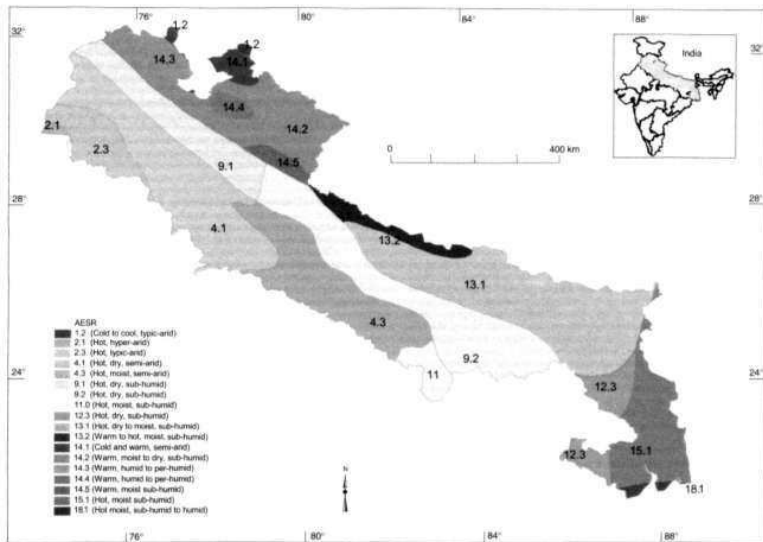 76° 80° 84° 88°
32° 32°
1.2
1.2
14.3
14.1
India
14.4
2.1
14.2
2.3
0 400 km
9.1
14.5
28° 28°
4.1
13.2
13.1
4.3
9.2
11
24° 24°
12.3
AESR
1.2 (Cold to cool, typic-arid)
2.1 (Hot, hyper-arid)
2.3 (Hot, typic-arid)
4.1 (Hot, dry, semi-arid)
4.3 (Hot, moist, semi-arid)
9.1 (Hot, dry, sub-humid)
9.2 (Hot, dry, sub-humid)
11.0 (Hot, moist, sub-humid)
12.3 (Hot, dry, sub-humid)
13.1 (Hot, dry to moist, sub-humid)
13.2 (Warm to hot, moist, sub-humid)
14.1 (Cold and warm, semi-arid)
14.2 (Warm, moist to dry, sub-humid)
14.3 (Warm, humid to per-humid)
14.4 (Warm, humid to per-humid)
14.5 (Warm, moist sub-humid)
15.1 (Hot, moist sub-humid)
18.1 (Hot moist, sub-humid to humid)
12.3
15.1
N
18.1
76° 80° 84° 88°